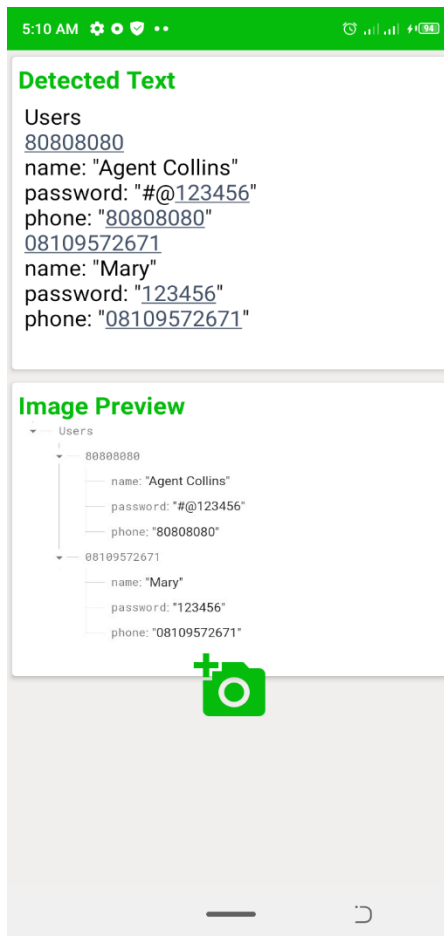 5:10 AM
94
Detected Text
Users
80808080
name: "Agent Collins"
password: "#@123456"
phone: "80808080"
08109572671
name: "Mary"
password: "123456"
phone: "08109572671"
Image Preview
Users
80808080
name: "Agent Collins"
password: "#@123456"
phone: "80808080"
08109572671
name: "Mary"
password: "123456"
phone: "08109572671"